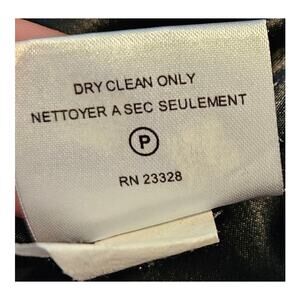 DRY CLEAN ONLY
NETTOYER A SEC SEULEMENT
P
RN 23328